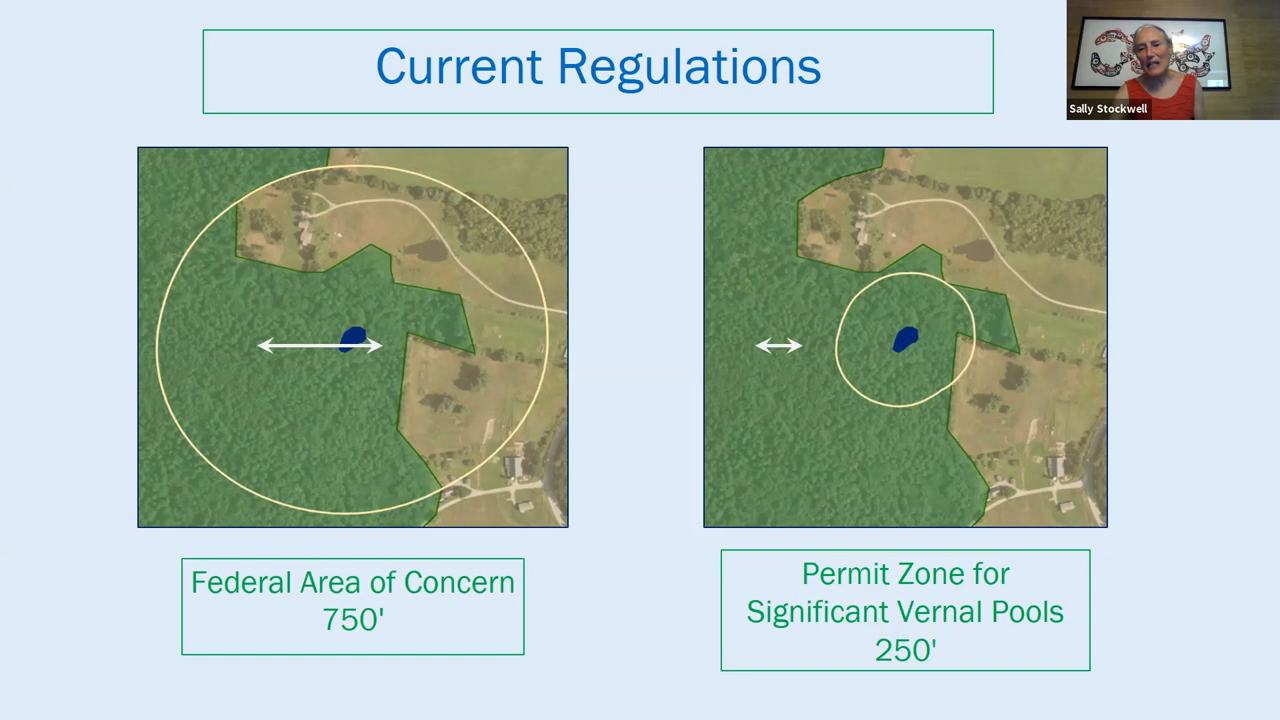 Current Regulations
Sally Stockwell
Federal Area of Concern
750'
Permit Zone for
Significant Vernal Pools
250'